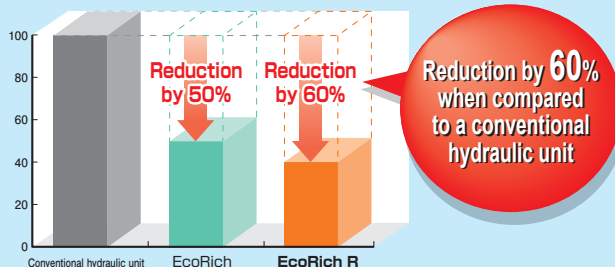 100
80
60
40
20
0
Reduction
by 50%
Reduction
by 60%
Reduction by 60%
when compared
to a conventional
hydraulic unit
Conventional hydraulic unit
EcoRich
EcoRich R